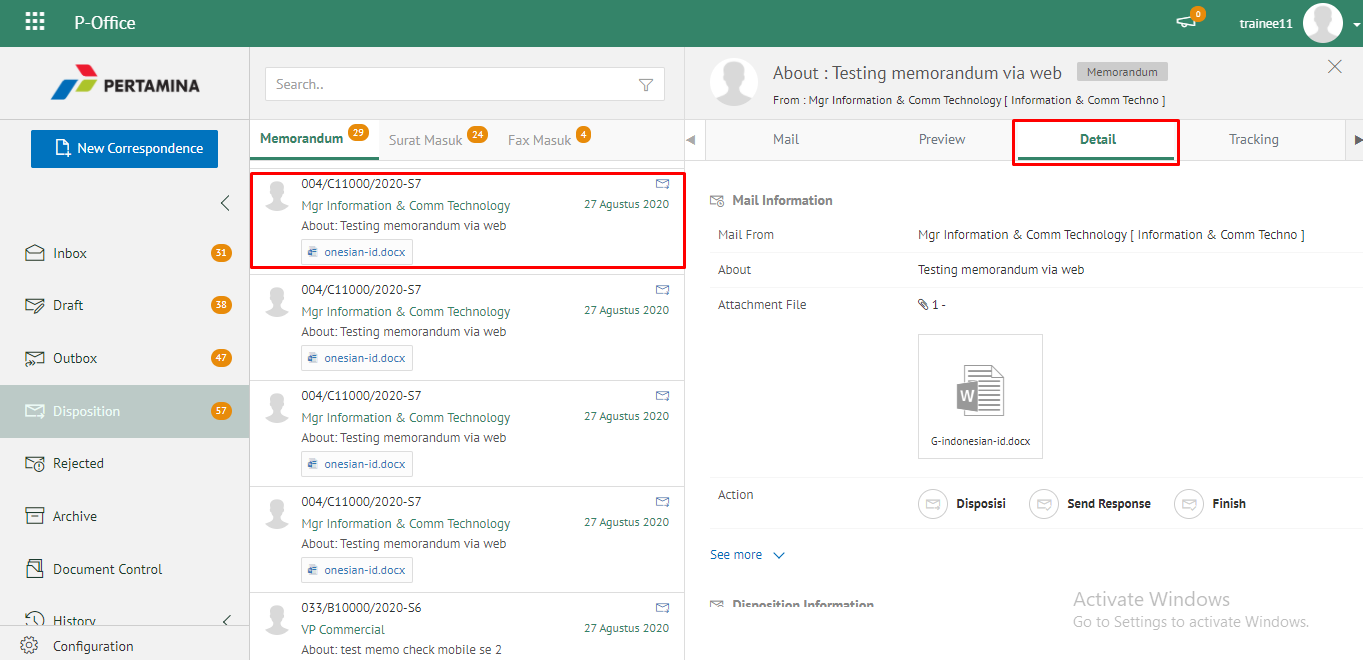 P-Office
0
trainee11
PERTAMINA
New Correspondence
Inbox 31
Draft 38
Outbox 47
Disposition 57
Rejected
Archive
Document Control
History
Configuration
Search..
Memorandum 29 Surat Masuk 24 Fax Masuk 4
004/C11000/2020-S7
Mgr Information & Comm Technology 27 Agustus 2020
About: Testing memorandum via web
onesian-id.docx
004/C11000/2020-S7
Mgr Information & Comm Technology 27 Agustus 2020
About: Testing memorandum via web
onesian-id.docx
004/C11000/2020-S7
Mgr Information & Comm Technology 27 Agustus 2020
About: Testing memorandum via web
onesian-id.docx
004/C11000/2020-S7
Mgr Information & Comm Technology 27 Agustus 2020
About: Testing memorandum via web
onesian-id.docx
033/B10000/2020-S6
VP Commercial 27 Agustus 2020
About: test memo check mobile se 2
About : Testing memorandum via web Memorandum
From : Mgr Information & Comm Technology [ Information & Comm Techno ]
Mail Preview Detail Tracking
Mail Information
Mail From Mgr Information & Comm Technology [ Information & Comm Techno ]
About Testing memorandum via web
Attachment File 1 -
W
G-indonesian-id.docx
Action Disposisi Send Response Finish
See more
Disposition Information
Activate Windows
Go to Settings to activate Windows.